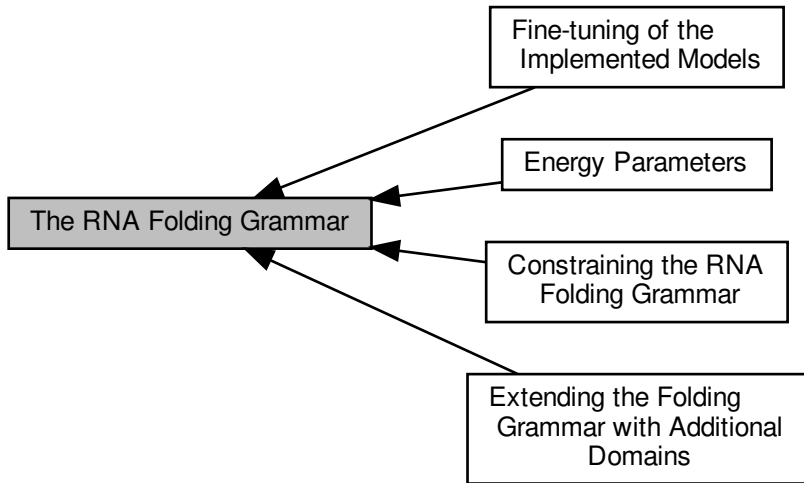 Fine-tuning of the
Implemented Models
Energy Parameters
The RNA Folding Grammar
Constraining the RNA
Folding Grammar
Extending the Folding
Grammar with Additional
Domains